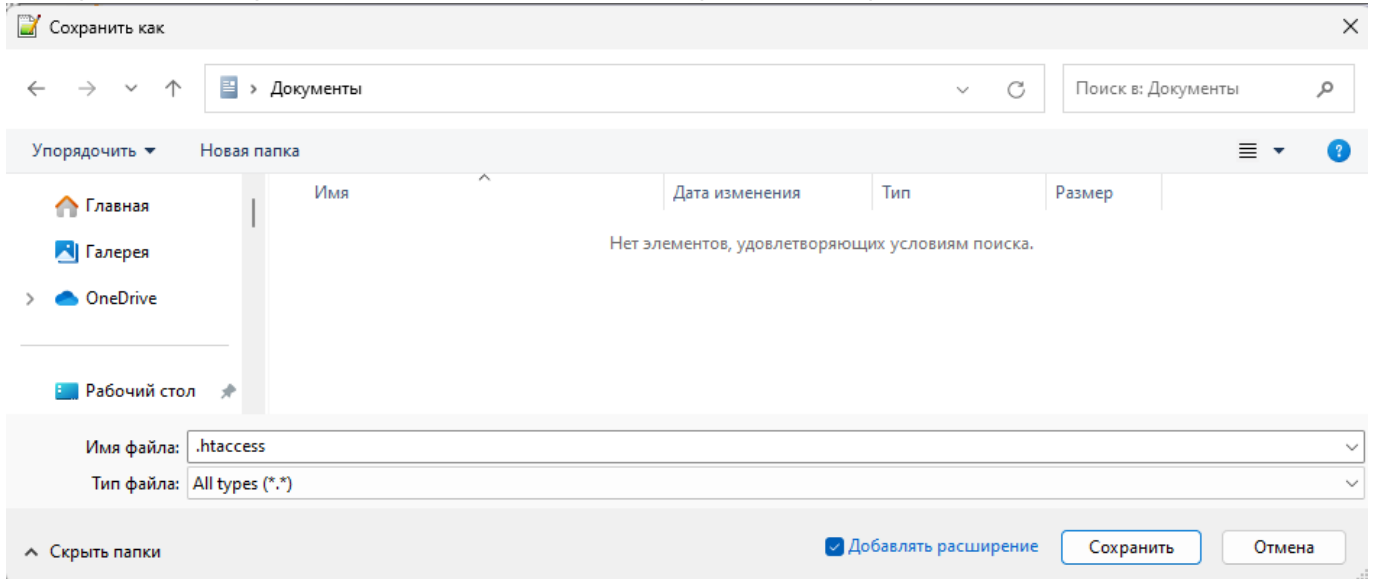 Сохранить как
Документы
Поиск в: Документы
Упорядочить
Новая папка
Имя
Дата изменения
Тип
Размер
Главная
Нет элементов, удовлетворяющих условиям поиска.
Галерея
OneDrive
Рабочий стол
Имя файла: .htaccess
Тип файла: All types (*.*)
Скрыть папки
Добавлять расширение
Сохранить
Отмена